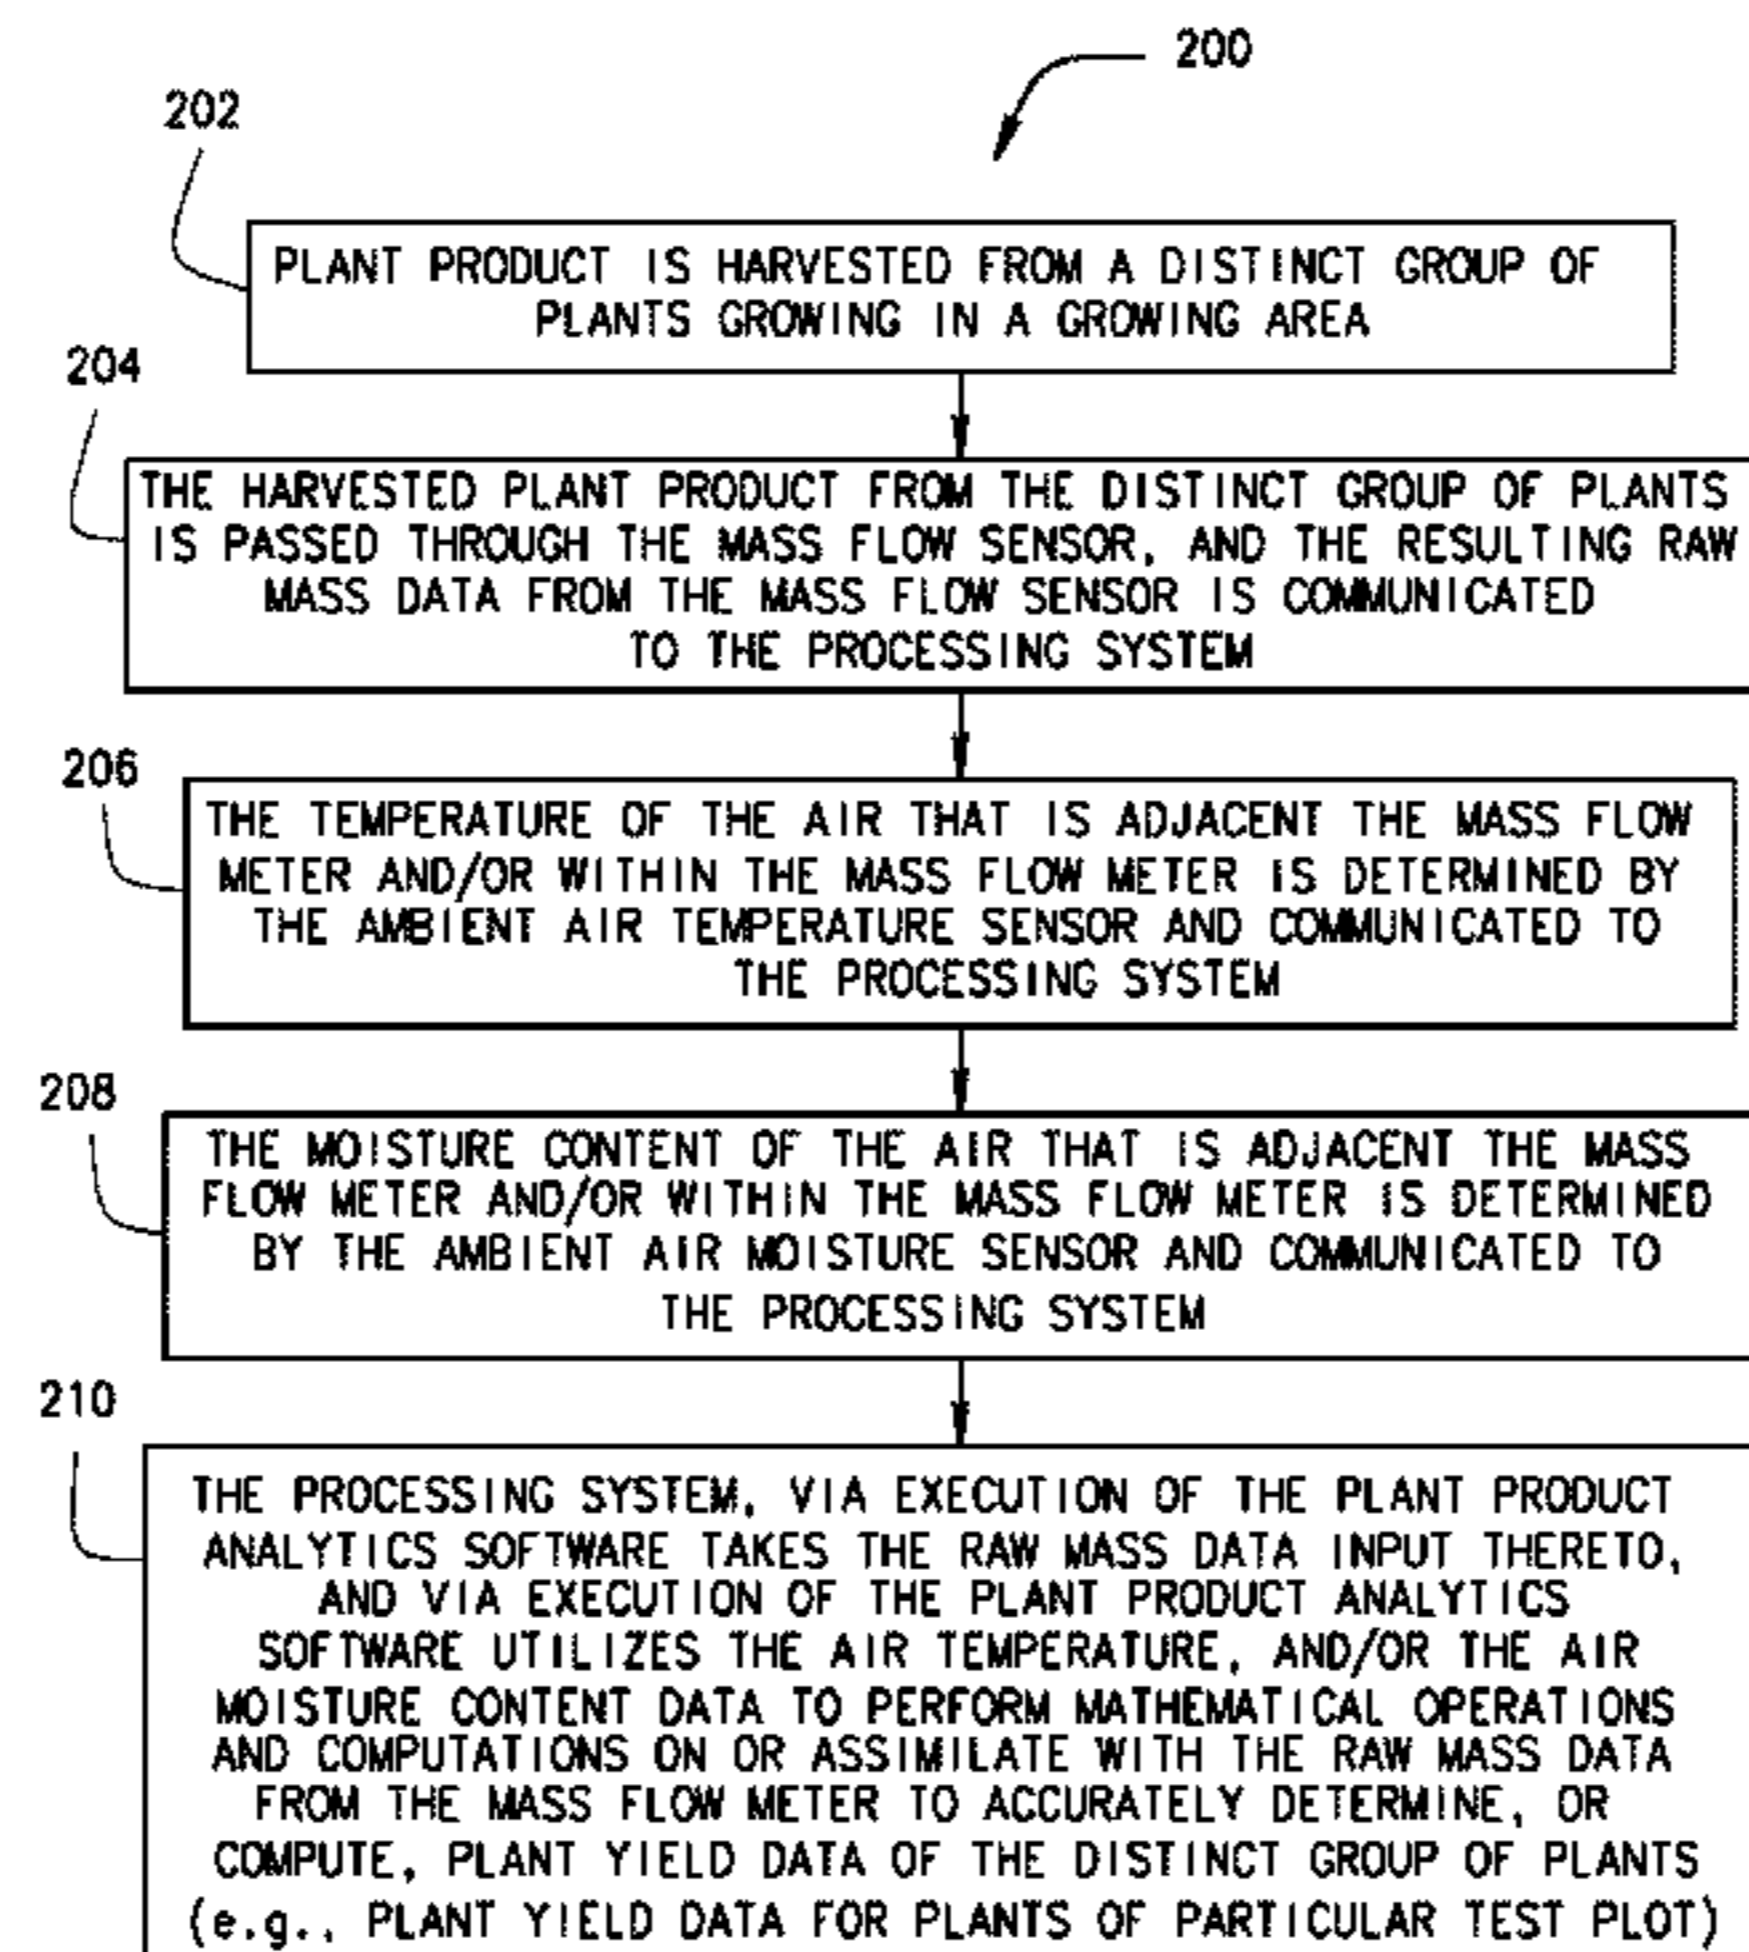 200
202
PLANT PRODUCT IS HARVESTED FROM A DISTINCT GROUP OF
PLANTS GROWING IN A GROWING AREA
204
THE HARVESTED PLANT PRODUCT FROM THE DISTINCT GROUP OF PLANTS
IS PASSED THROUGH THE MASS FLOW SENSOR, AND THE RESULTING RAW
MASS DATA FROM THE MASS FLOW SENSOR IS COMMUNICATED
TO THE PROCESSING SYSTEM
206
THE TEMPERATURE OF THE AIR THAT IS ADJACENT THE MASS FLOW
METER AND/OR WITHIN THE MASS FLOW METER IS DETERMINED BY
THE AMBIENT AIR TEMPERATURE SENSOR AND COMMUNICATED TO
THE PROCESSING SYSTEM
208
THE MOISTURE CONTENT OF THE AIR THAT IS ADJACENT THE MASS
FLOW METER AND/OR WITHIN THE MASS FLOW METER IS DETERMINED
BY THE AMBIENT AIR MOISTURE SENSOR AND COMMUNICATED TO
THE PROCESSING SYSTEM
210
THE PROCESSING SYSTEM, VIA EXECUTION OF THE PLANT PRODUCT
ANALYTICS SOFTWARE TAKES THE RAW MASS DATA INPUT THERETO,
AND VIA EXECUTION OF THE PLANT PRODUCT ANALYTICS
SOFTWARE UTILIZES THE AIR TEMPERATURE, AND/OR THE AIR
MOISTURE CONTENT DATA TO PERFORM MATHEMATICAL OPERATIONS
AND COMPUTATIONS ON OR ASSIMILATE WITH THE RAW MASS DATA
FROM THE MASS FLOW METER TO ACCURATELY DETERMINE, OR
COMPUTE, PLANT YIELD DATA OF THE DISTINCT GROUP OF PLANTS
(e.g., PLANT YIELD DATA FOR PLANTS OF PARTICULAR TEST PLOT)